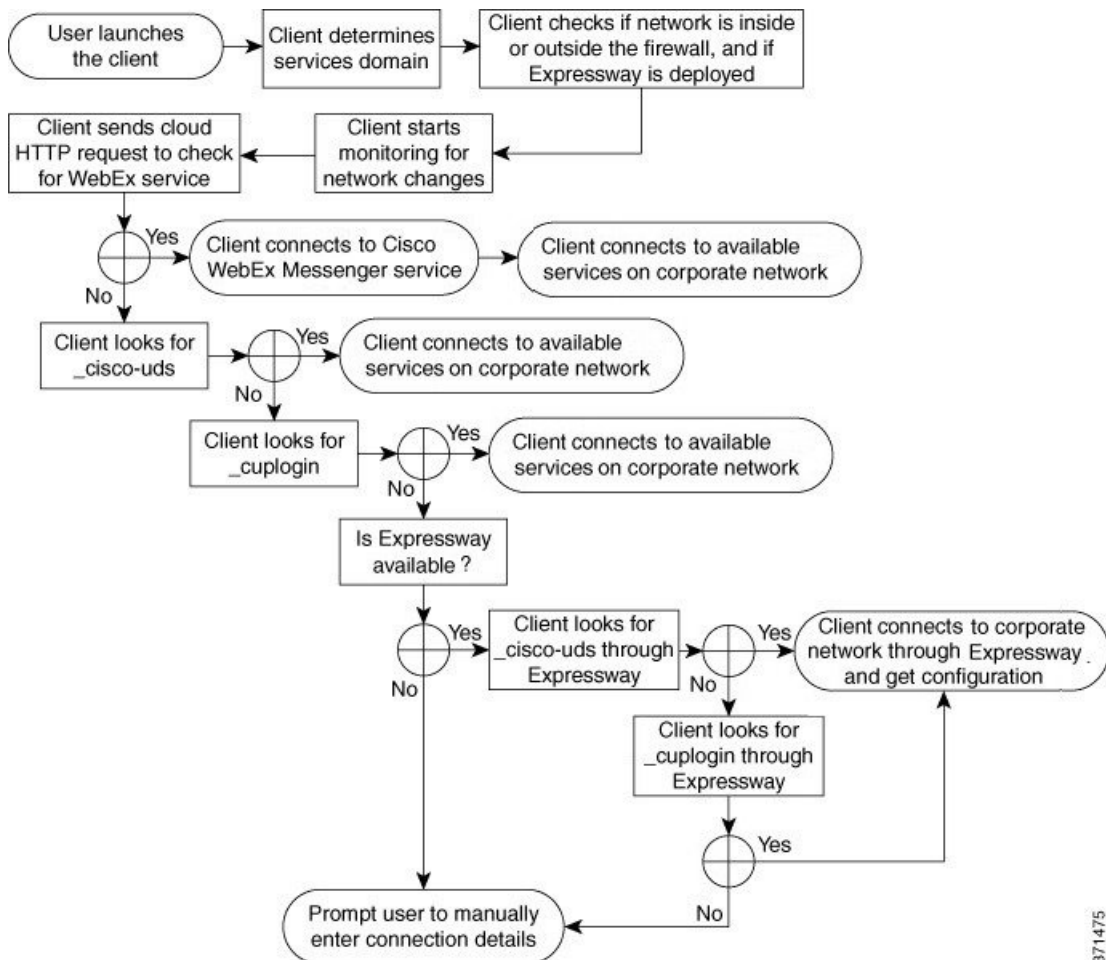 User launches
the client
Client determines
services domain
Client checks if network is inside
or outside the firewall, and if
Expressway is deployed
Client sends cloud
HTTP request to check
for WebEx service
Client starts
monitoring for
network changes
Yes
Client connects to Cisco
WebEx Messenger service
Client connects to available
services on corporate network
No
Client looks for
_cisco-uds
Yes
Client connects to available
services on corporate network
No
Client looks for
_cuplogin
Yes
Client connects to available
services on corporate network
No
Is Expressway
available ?
Yes
Client looks for
_cisco-uds through
Expressway
Yes
Client connects to corporate
network through Expressway
and get configuration
No
No
Client looks for
_cuplogin through
Expressway
Yes
No
Prompt user to manually
enter connection details
371475